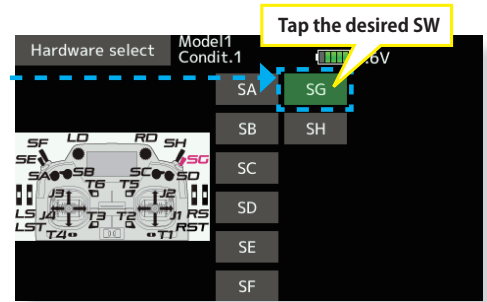 Tap the desired SW
Hardware select
Model1
Condit.1
6V
SA SG
SB SH
SC
SD
SE
SF
SF LD RD SH
SE SG
SA SB SC SD
T6 T5
J3 J2
LS J4 T3 T2 J1 RS
LST RST
T4 T1